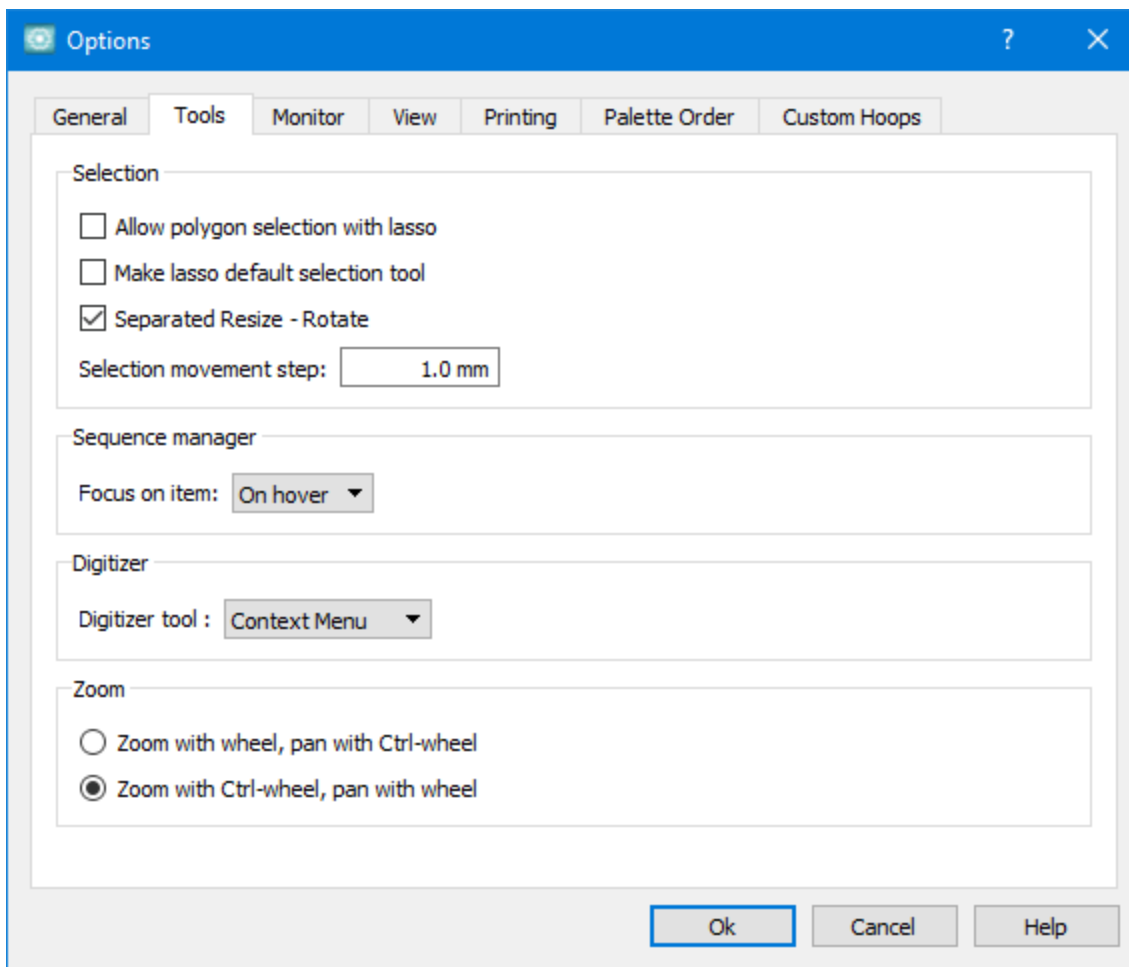 Options
?
General Tools Monitor View Printing Palette Order Custom Hoops
Selection
Allow polygon selection with lasso
Make lasso default selection tool
Separated Resize - Rotate
Selection movement step: 1.0 mm
Sequence manager
Focus on item: On hover
Digitizer
Digitizer tool : Context Menu
Zoom
Zoom with wheel, pan with Ctrl-wheel
Zoom with Ctrl-wheel, pan with wheel
Ok Cancel Help